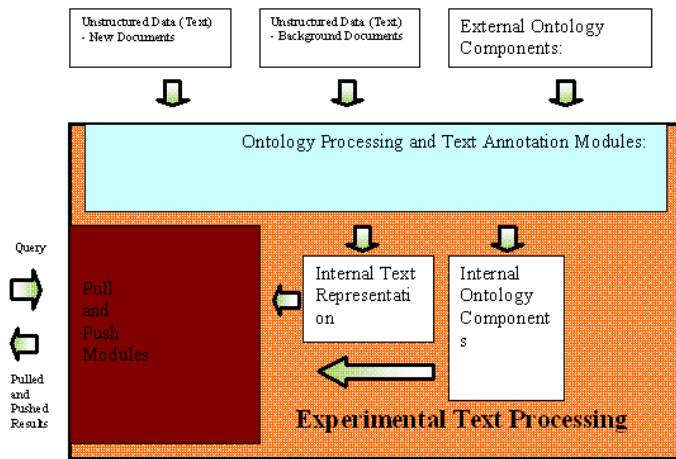 Unstructured Data (Text)
- New Documents
Unstructured Data (Text)
- Background Documents
External Ontology
Components:
Ontology Processing and Text Annotation Modules:
Query
Pull
and
Push
Modules
Internal Text
Representati
on
Internal
Ontology
Component
s
Pulled
and
Pushed
Results
Experimental Text Processing